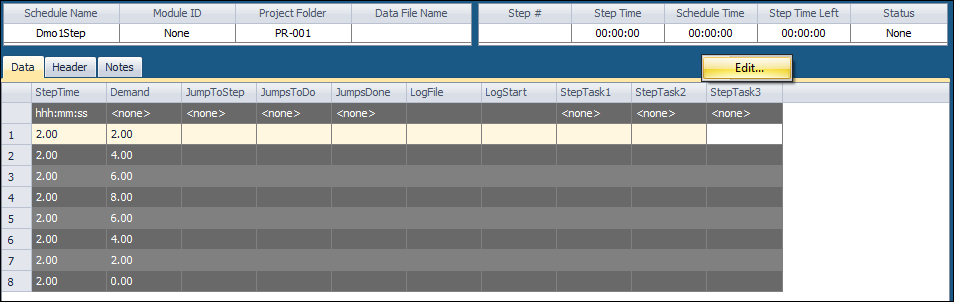 Schedule Name Module ID Project Folder Data File Name Step # Step Time Schedule Time Step Time Left Status
Dmo1Step None PR-001 00:00:00 00:00:00 00:00:00 None
Data Header Notes Edit...
StepTime Demand JumpToStep JumpsToDo JumpsDone LogFile LogStart StepTask1 StepTask2 StepTask3
hhh:mm:ss <none> <none> <none> <none> <none> <none> <none>
1 2.00 2.00
2 2.00 4.00
3 2.00 6.00
4 2.00 8.00
5 2.00 6.00
6 2.00 4.00
7 2.00 2.00
8 2.00 0.00